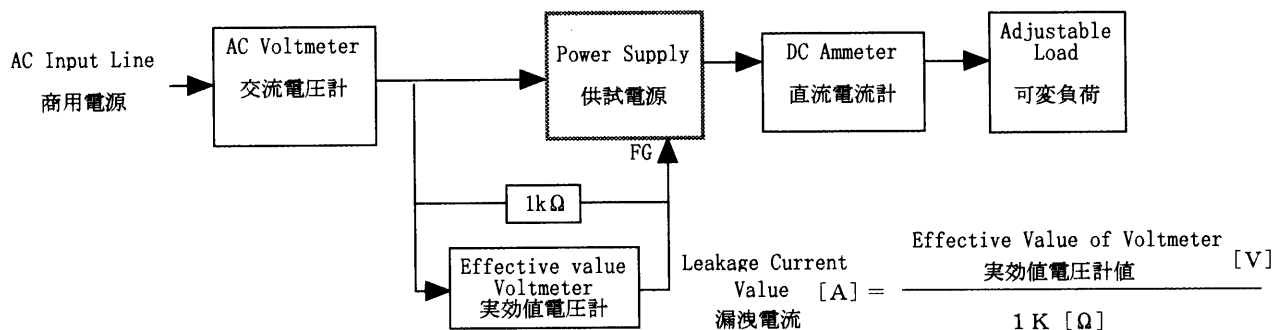 AC Input Line
商用電源
AC Voltmeter
交流電圧計
Power Supply
供試電源
DC Ammeter
直流電流計
Adjustable
Load
可変負荷
FG
1kΩ
Effective value
Voltmeter
実効値電圧計
Leakage Current
Value [A] =
漏洩電流
Effective Value of Voltmeter
実効値電圧計値 [V]
1K [Ω]